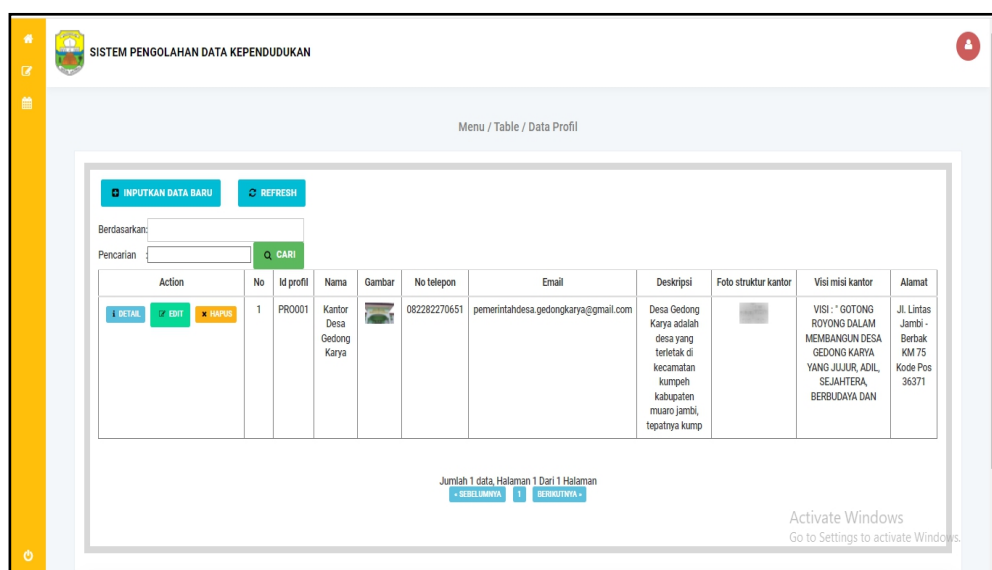 SISTEM PENGOLAHAN DATA KEPENDUDUKAN
Menu / Table / Data Profil
INPUTKAN DATA BARU
REFRESH
Berdasarkan:
Pencarian :
CARI
Action No Id profil Nama Gambar No telepon Email Deskripsi Foto struktur kantor Visi misi kantor Alamat
DETAIL EDIT HAPUS
1
PRO001
Kantor
Desa
Gedong
Karya
082282270651
pemerintahdesa.gedongkarya@gmail.com
Desa Gedong
Karya adalah
desa yang
terletak di
kecamatan
kumpeh
kabupaten
muaro jambi,
tepatnya kump
VISI : " GOTONG
ROYONG DALAM
MEMBANGUN DESA
GEDONG KARYA
YANG JUJUR, ADIL,
SEJAHTERA,
BERBUDAYA DAN
Jl. Lintas
Jambi -
Berbak
KM 75
Kode Pos
36371
Jumlah 1 data, Halaman 1 Dari 1 Halaman
« SEBELUMNYA 1 BERIKUTNYA »
Activate Windows
Go to Settings to activate Windows.